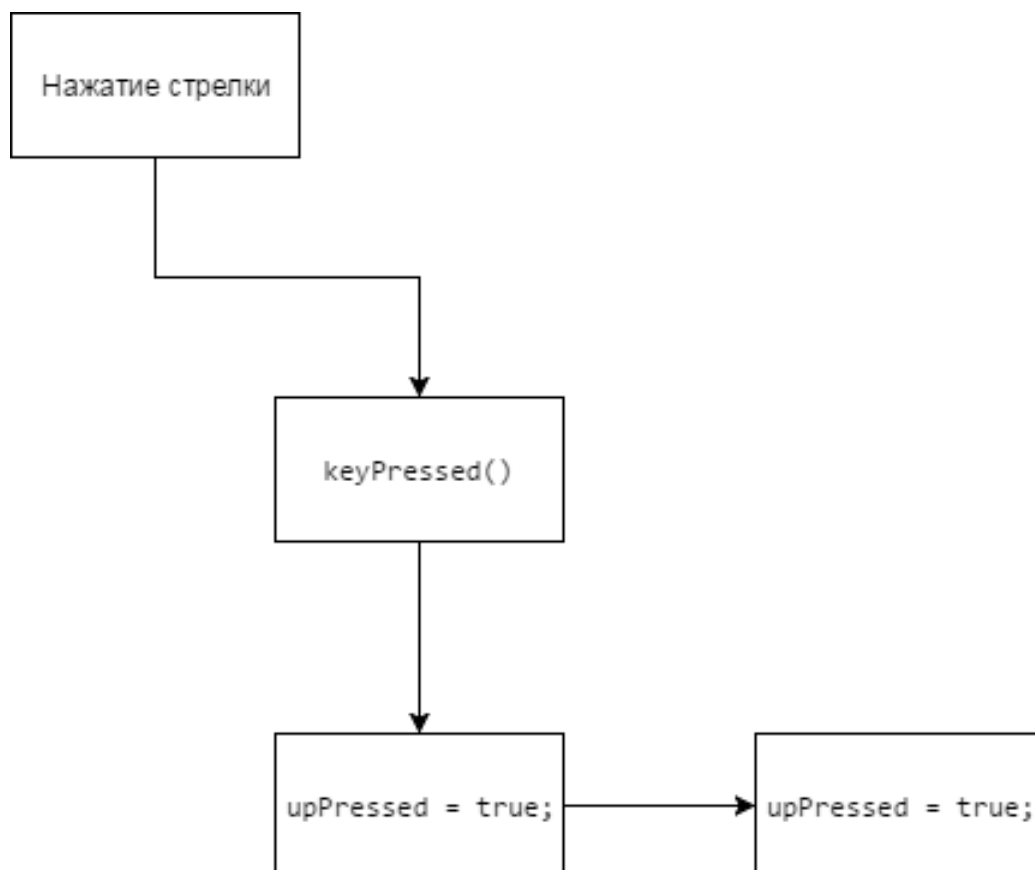 Нажатие стрелки
keyPressed()
upPressed = true;
upPressed = true;